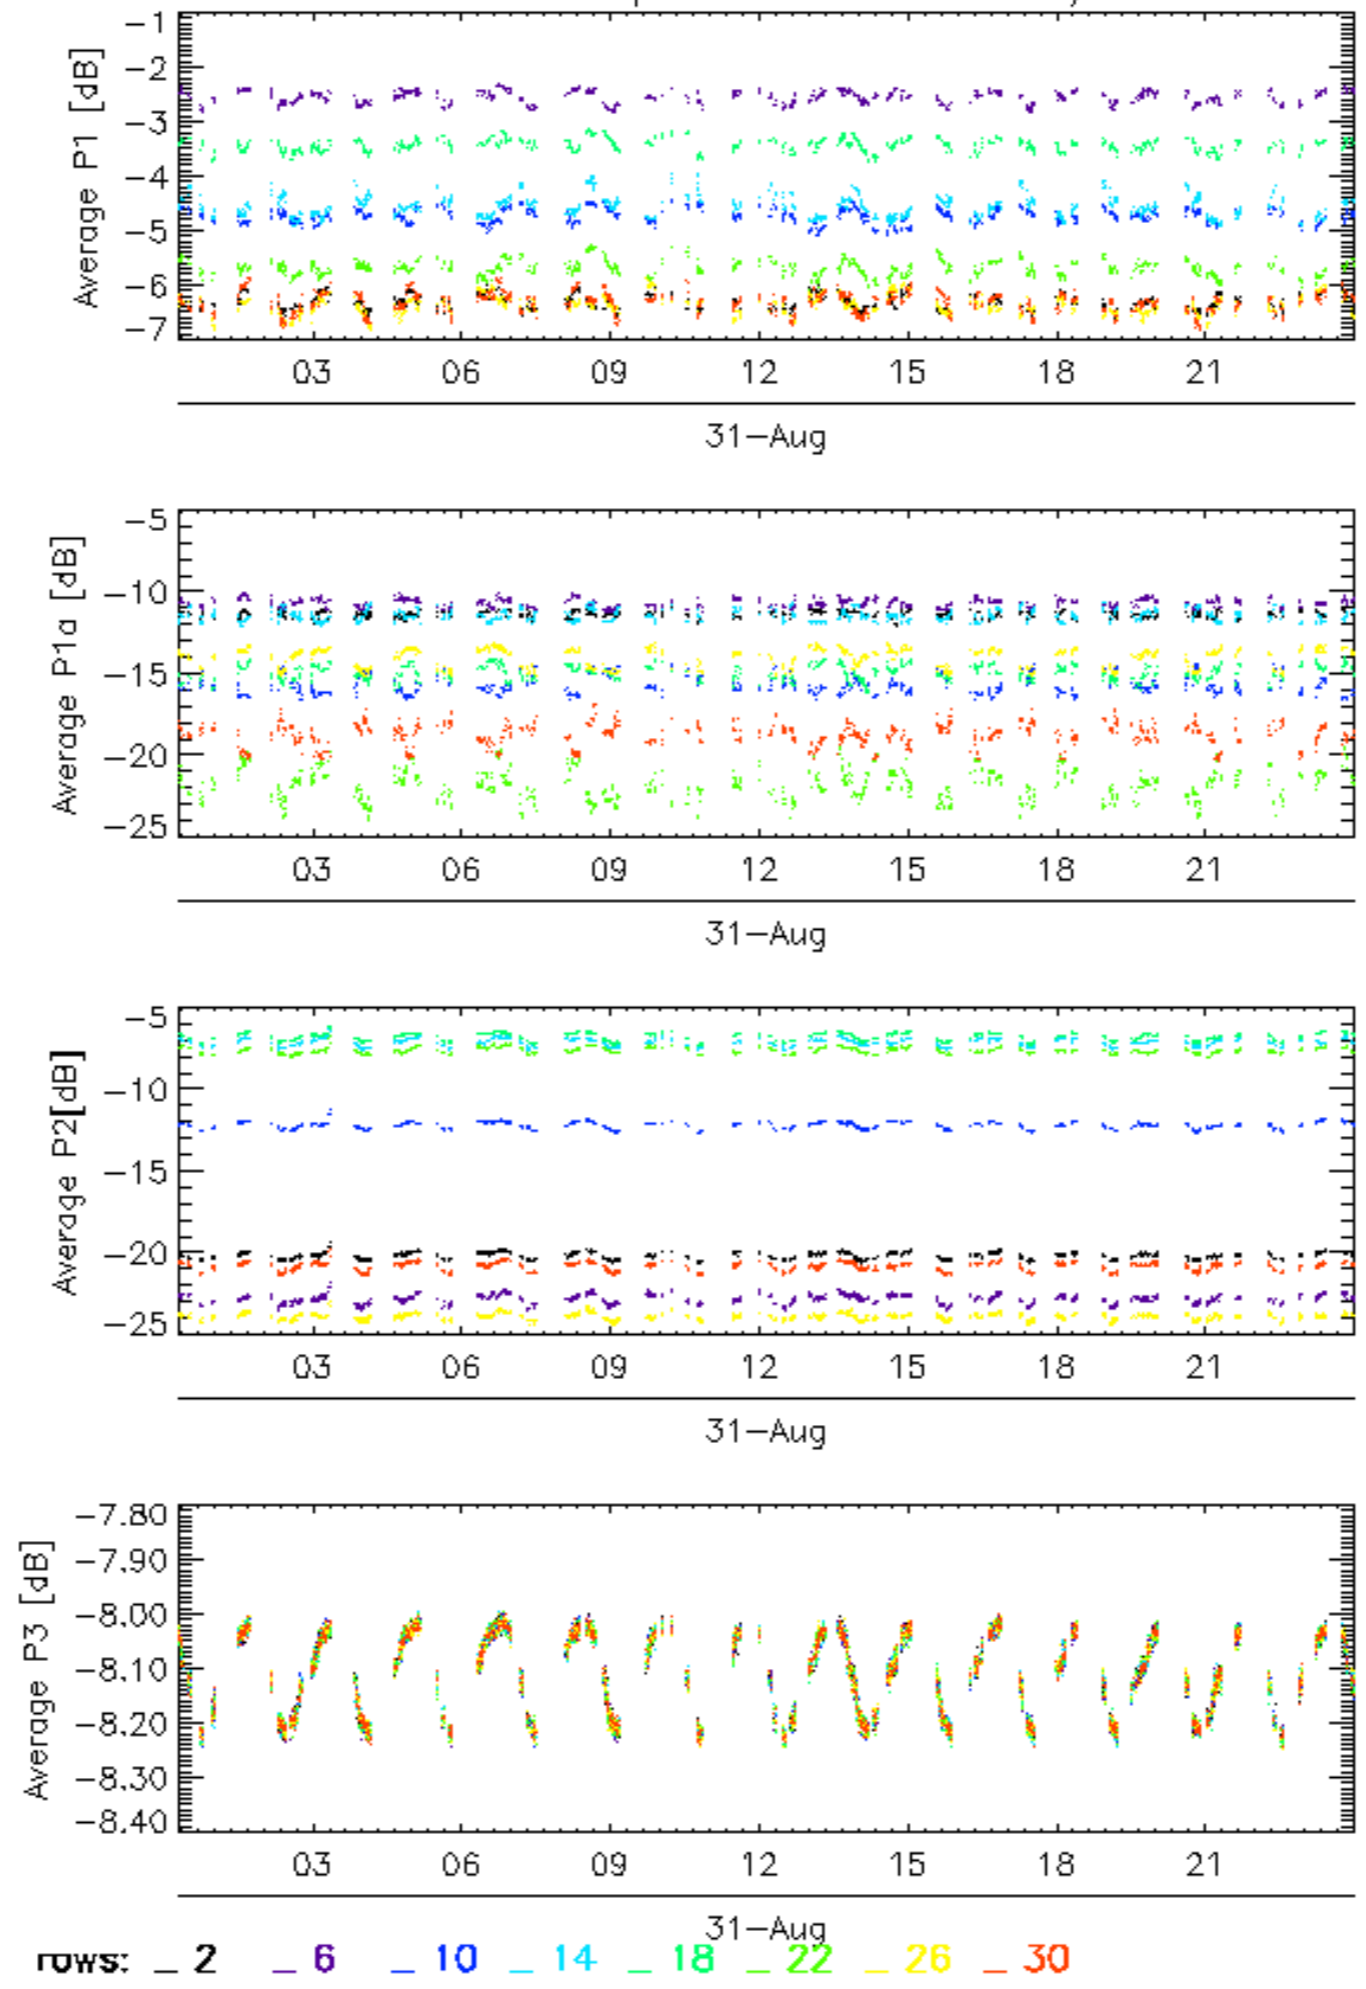 Average P1 [dB]
-1
-2
-3
-4
-5
-6
-7
03 06 09 12 15 18 21
31-Aug
Average P1a [dB]
-5
-10
-15
-20
-25
03 06 09 12 15 18 21
31-Aug
Average P2[dB]
-5
-10
-15
-20
-25
03 06 09 12 15 18 21
31-Aug
Average P3 [dB]
-7.80
-7.90
-8.00
-8.10
-8.20
-8.30
-8.40
03 06 09 12 15 18 21
31-Aug
rows: _ 2 _ 6 _ 10 _ 14 _ 18 _ 22 _ 26 _ 30